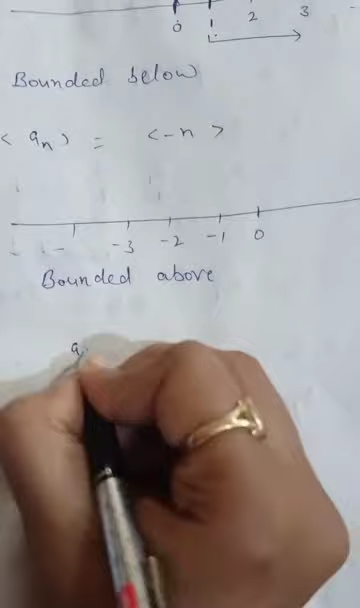 0 1 2 3
Bounded below
< aₙ > = < -n >
-3 -2 -1 0
Bounded above
a